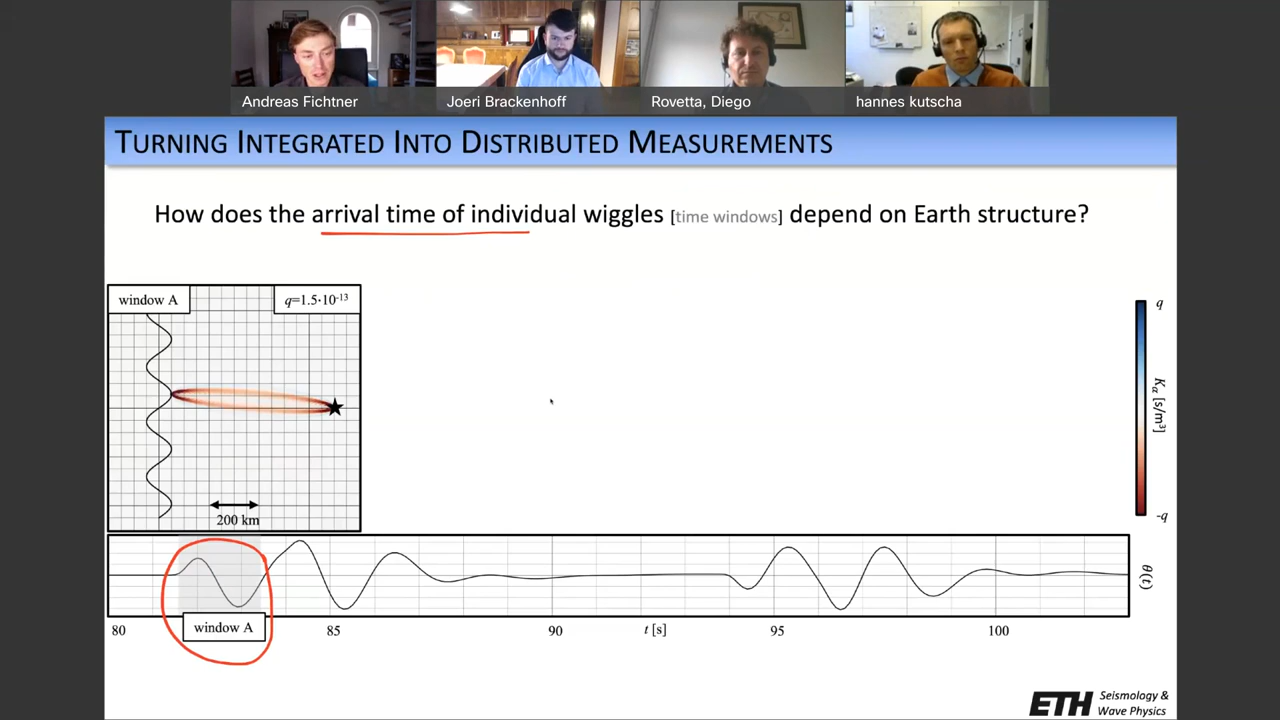 Andreas Fichtner
Joeri Brackenhoff
Rovetta, Diego
hannes kutscha
TURNING INTEGRATED INTO DISTRIBUTED MEASUREMENTS
How does the arrival time of individual wiggles [time windows] depend on Earth structure?
window A
q=1.5·10⁻¹³
200 km
q
Kα [s/m³]
-q
θ(t)
window A
80
85
90
t [s]
95
100
ETH
Seismology &
Wave Physics